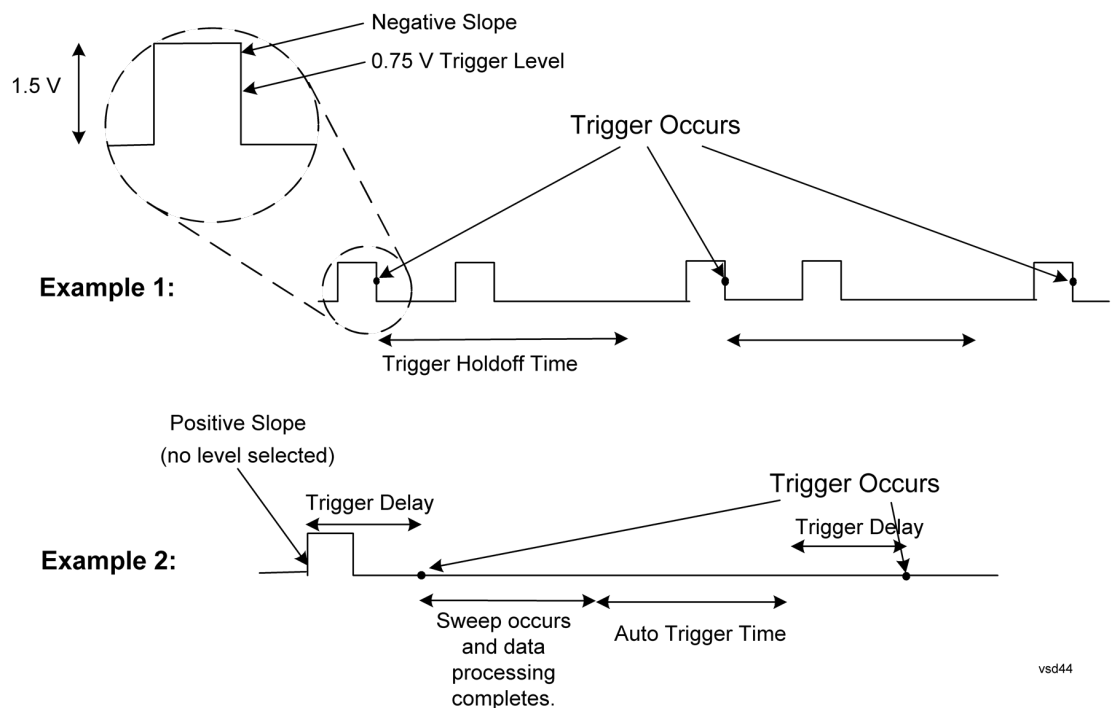 Negative Slope
0.75 V Trigger Level
1.5 V
Trigger Occurs
Example 1:
Trigger Holdoff Time
Positive Slope
(no level selected)
Trigger Delay
Trigger Occurs
Trigger Delay
Example 2:
Sweep occurs
and data
processing
completes.
Auto Trigger Time
vsd44